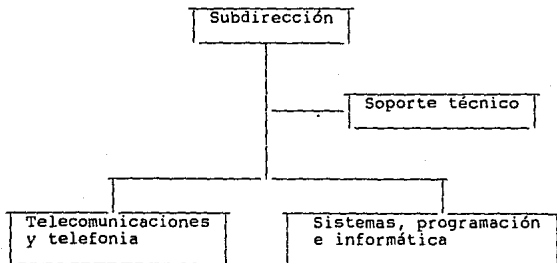 Subdirección
Soporte técnico
Telecomunicaciones
y telefonia
Sistemas, programación
e informática